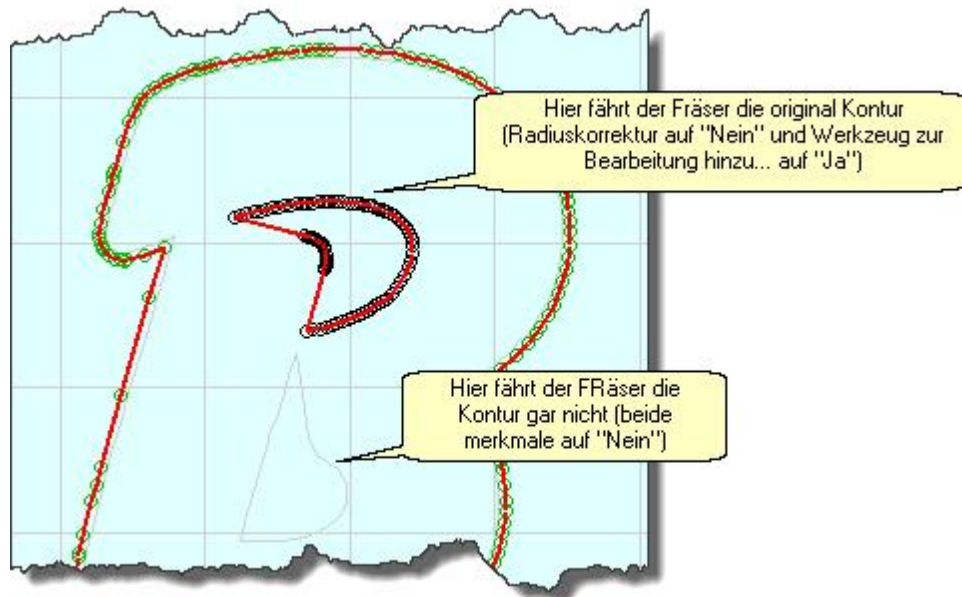 Hier fährt der Fräser die original Kontur
(Radiuskorrektur auf "Nein" und Werkzeug zur
Bearbeitung hinzu... auf "Ja")
Hier fährt der FRäser die
Kontur gar nicht (beide
merkmale auf "Nein")